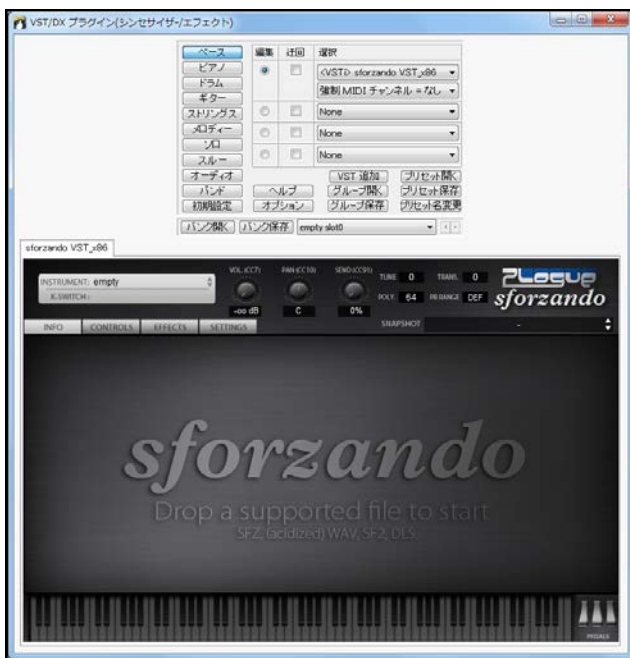 VST/DX プラグイン(シンセサイザ-/エフェクト)
ベース 編集 迂回 選択
ピアノ <VSTi> sforzando VST_x86
ドラム 強制 MIDI チャンネル = なし
ギター
ストリングス None
メロディー None
ソロ
スルー None
オーディオ VST 追加 プリセット開く
バンド ヘルプ グループ開く プリセット保存
初期設定 オプション グループ保存 プリセット名変更
バンク開く バンク保存 empty slot0
sforzando VST_x86
VOL (CC7) PAN (CC10) SEND (CC91) TUNE 0 TRANS. 0 Plogue
INSTRUMENT: empty
K-SWITCH: POLY 64 PB RANGE DEF sforzando
-oo dB C 0%
INFO CONTROLS EFFECTS SETTINGS SNAPSHOT -
sforzando
Drop a supported file to start
SFZ, (acidized) WAV, SF2, DLS.
PEDALS